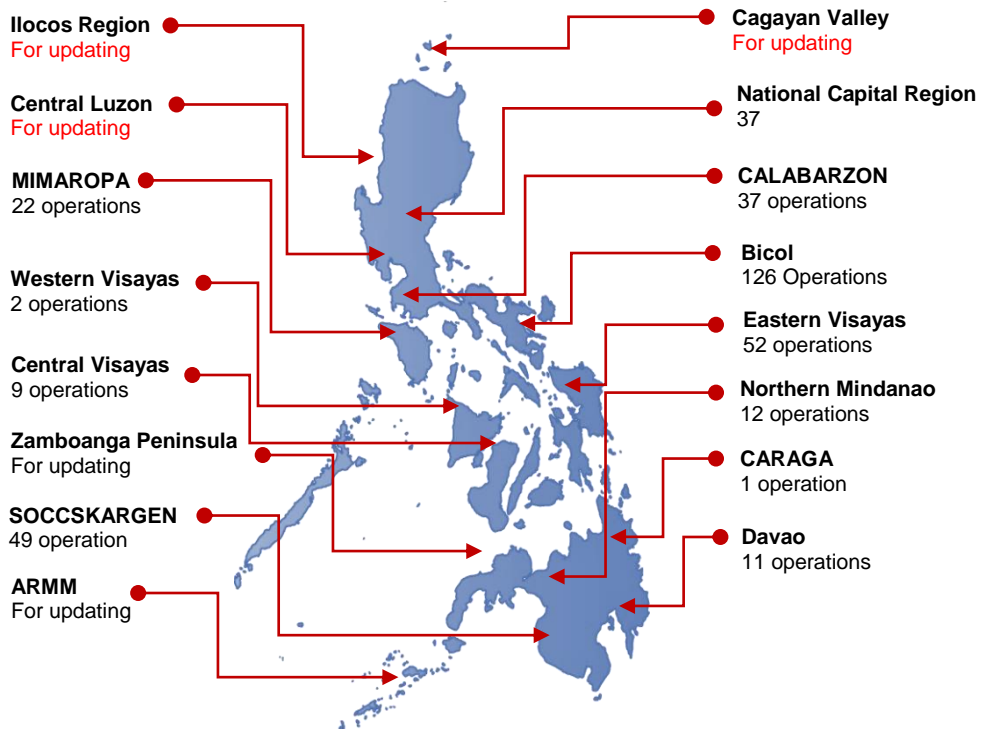 Ilocos Region
For updating
Central Luzon
For updating
MIMAROPA
22 operations
Western Visayas
2 operations
Central Visayas
9 operations
Zamboanga Peninsula
For updating
SOCCSKARGEN
49 operation
ARMM
For updating
Cagayan Valley
For updating
National Capital Region
37
CALABARZON
37 operations
Bicol
126 Operations
Eastern Visayas
52 operations
Northern Mindanao
12 operations
CARAGA
1 operation
Davao
11 operations